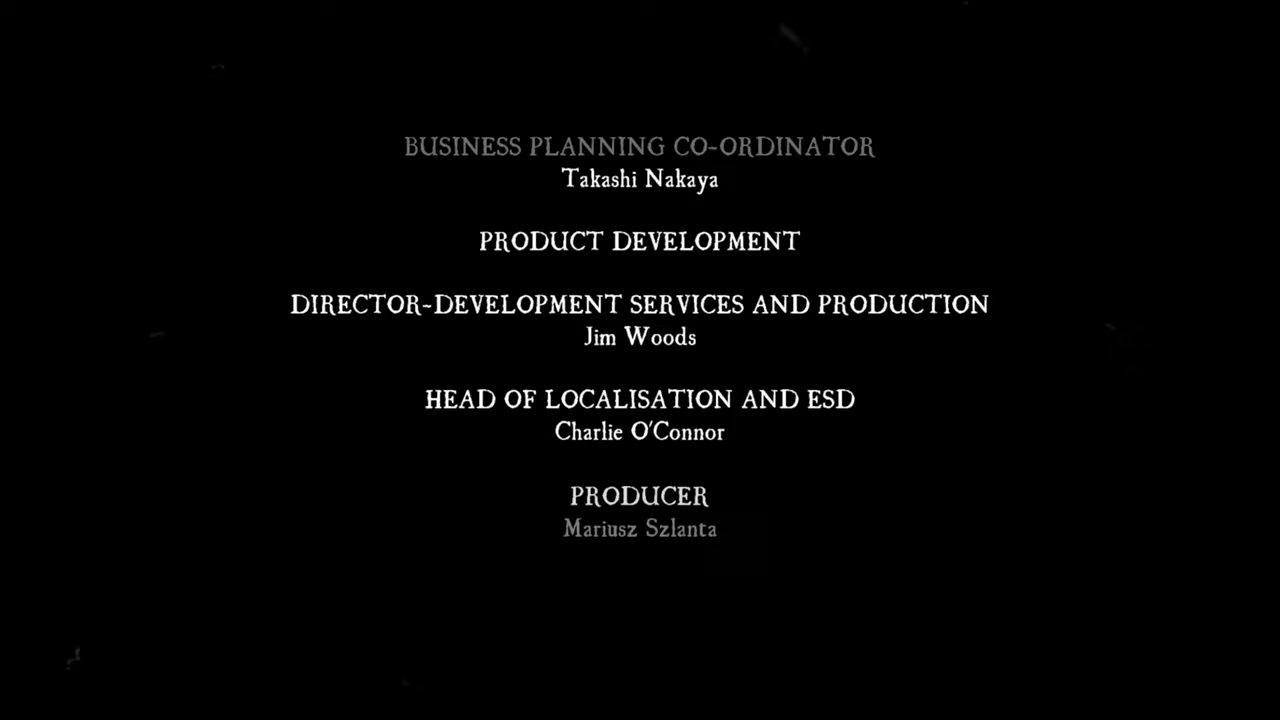 BUSINESS PLANNING CO-ORDINATOR
Takashi Nakaya
PRODUCT DEVELOPMENT
DIRECTOR-DEVELOPMENT SERVICES AND PRODUCTION
Jim Woods
HEAD OF LOCALISATION AND ESD
Charlie O'Connor
PRODUCER
Mariusz Szlanta